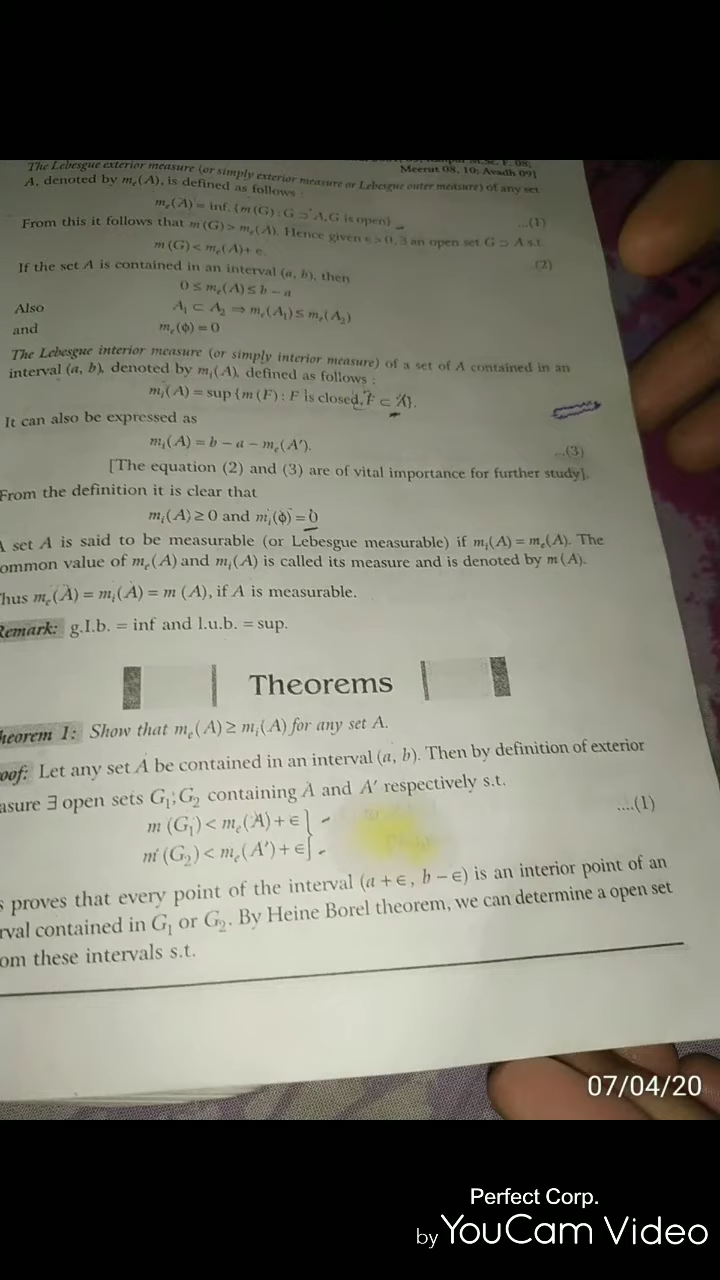 Meerut 08, 10; Avadh 09]
The Lebesgue exterior measure (or simply exterior measure or Lebesgue outer measure) of any set
A, denoted by mₑ(A), is defined as follows :
mₑ(A) = inf. {m(G) : G ⊃ A, G is open} ...(1)
From this it follows that m(G) > mₑ(A). Hence given ε > 0, ∃ an open set G ⊃ A s.t.
m(G) < mₑ(A) + ε. ...(2)
If the set A is contained in an interval (a, b), then
0 ≤ mₑ(A) ≤ b – a
Also A₁ ⊂ A₂ ⇒ mₑ(A₁) ≤ mₑ(A₂)
and mₑ(ϕ) = 0
The Lebesgue interior measure (or simply interior measure) of a set of A contained in an
interval (a, b), denoted by mᵢ(A), defined as follows :
mᵢ(A) = sup {m(F) : F is closed, F ⊂ A}.
It can also be expressed as
mᵢ(A) = b – a – mₑ(A'). ...(3)
[The equation (2) and (3) are of vital importance for further study].
From the definition it is clear that
mᵢ(A) ≥ 0 and mᵢ(ϕ) = 0
set A is said to be measurable (or Lebesgue measurable) if mᵢ(A) = mₑ(A). The
ommon value of mₑ(A) and mᵢ(A) is called its measure and is denoted by m(A).
hus mₑ(A) = mᵢ(A) = m (A), if A is measurable.
Remark: g.I.b. = inf and l.u.b. = sup.
Theorems
heorem 1: Show that mₑ(A) ≥ mᵢ(A) for any set A.
oof: Let any set A be contained in an interval (a, b). Then by definition of exterior
asure ∃ open sets G₁, G₂ containing A and A' respectively s.t.
m (G₁) < mₑ(A) + ∈ ....(1)
m (G₂) < mₑ(A') + ∈
s proves that every point of the interval (a + ∈, b – ∈) is an interior point of an
rval contained in G₁ or G₂. By Heine Borel theorem, we can determine a open set
om these intervals s.t.
07/04/20
Perfect Corp.
by YouCam Video